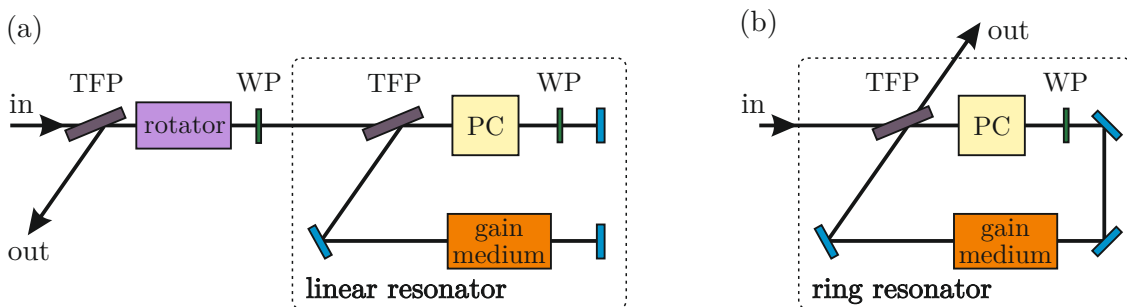 (a)
TFP
WP
TFP
WP
in
rotator
PC
out
gain
medium
linear resonator
(b)
out
TFP
WP
in
PC
gain
medium
ring resonator